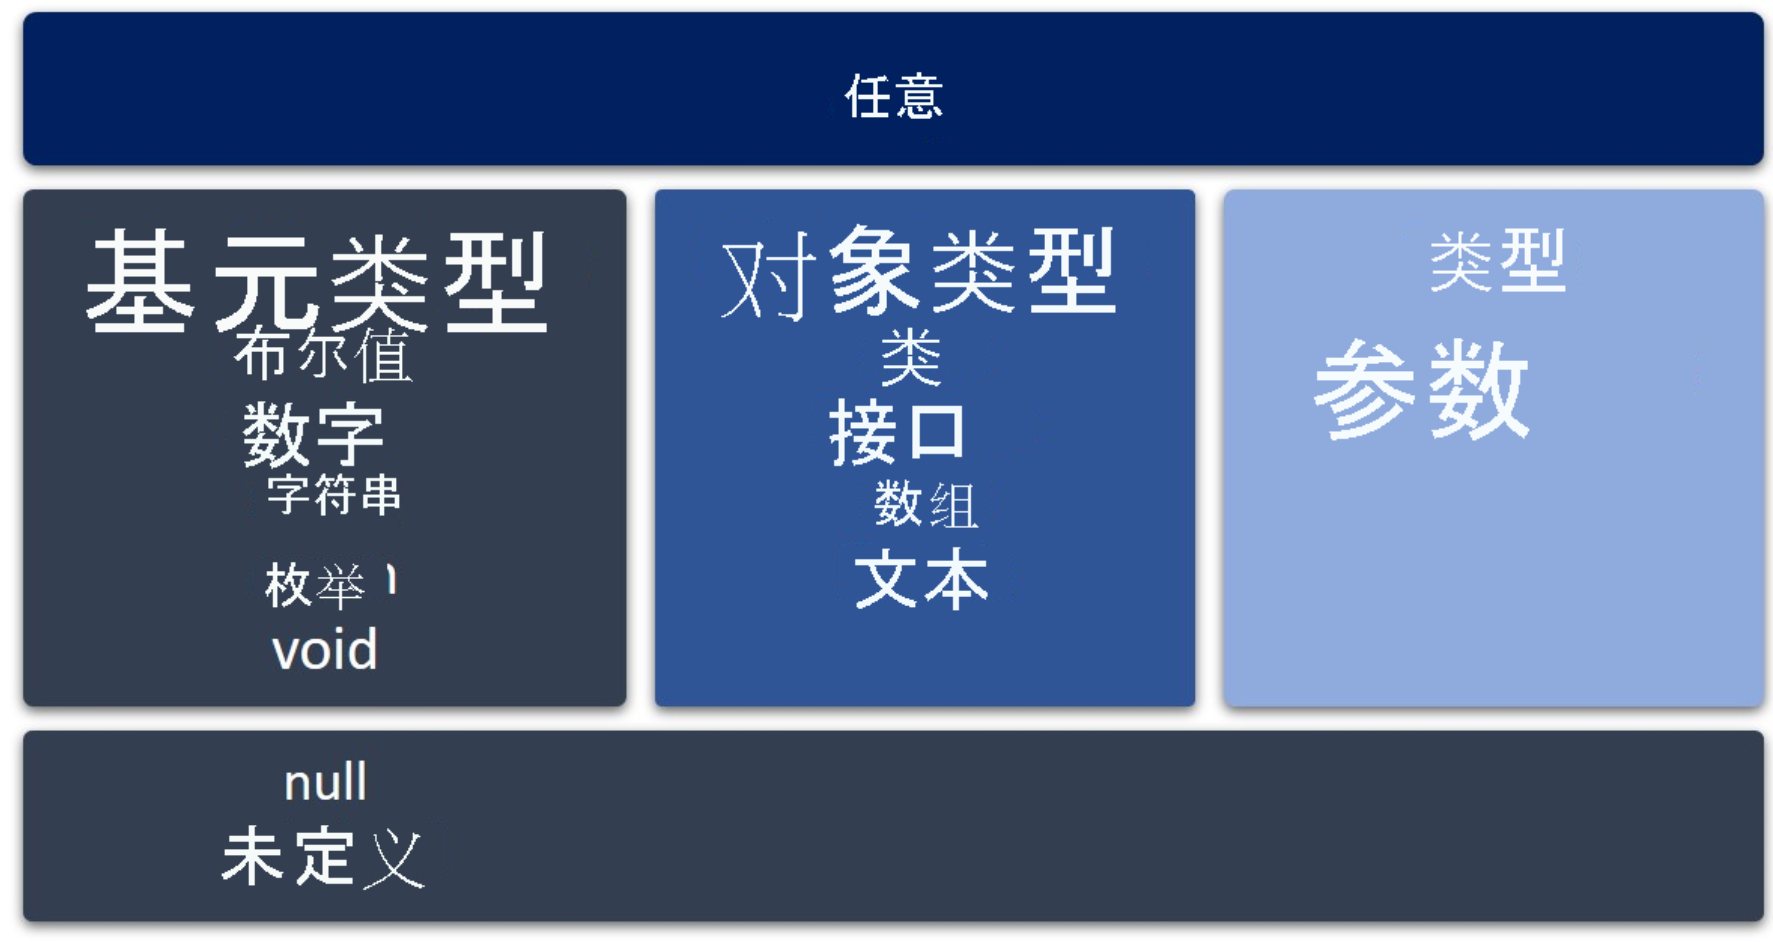 任意
基元类型
布尔值
数字
字符串
枚举
void
对象类型
类
接口
数组
文本
类型
参数
null
未定义